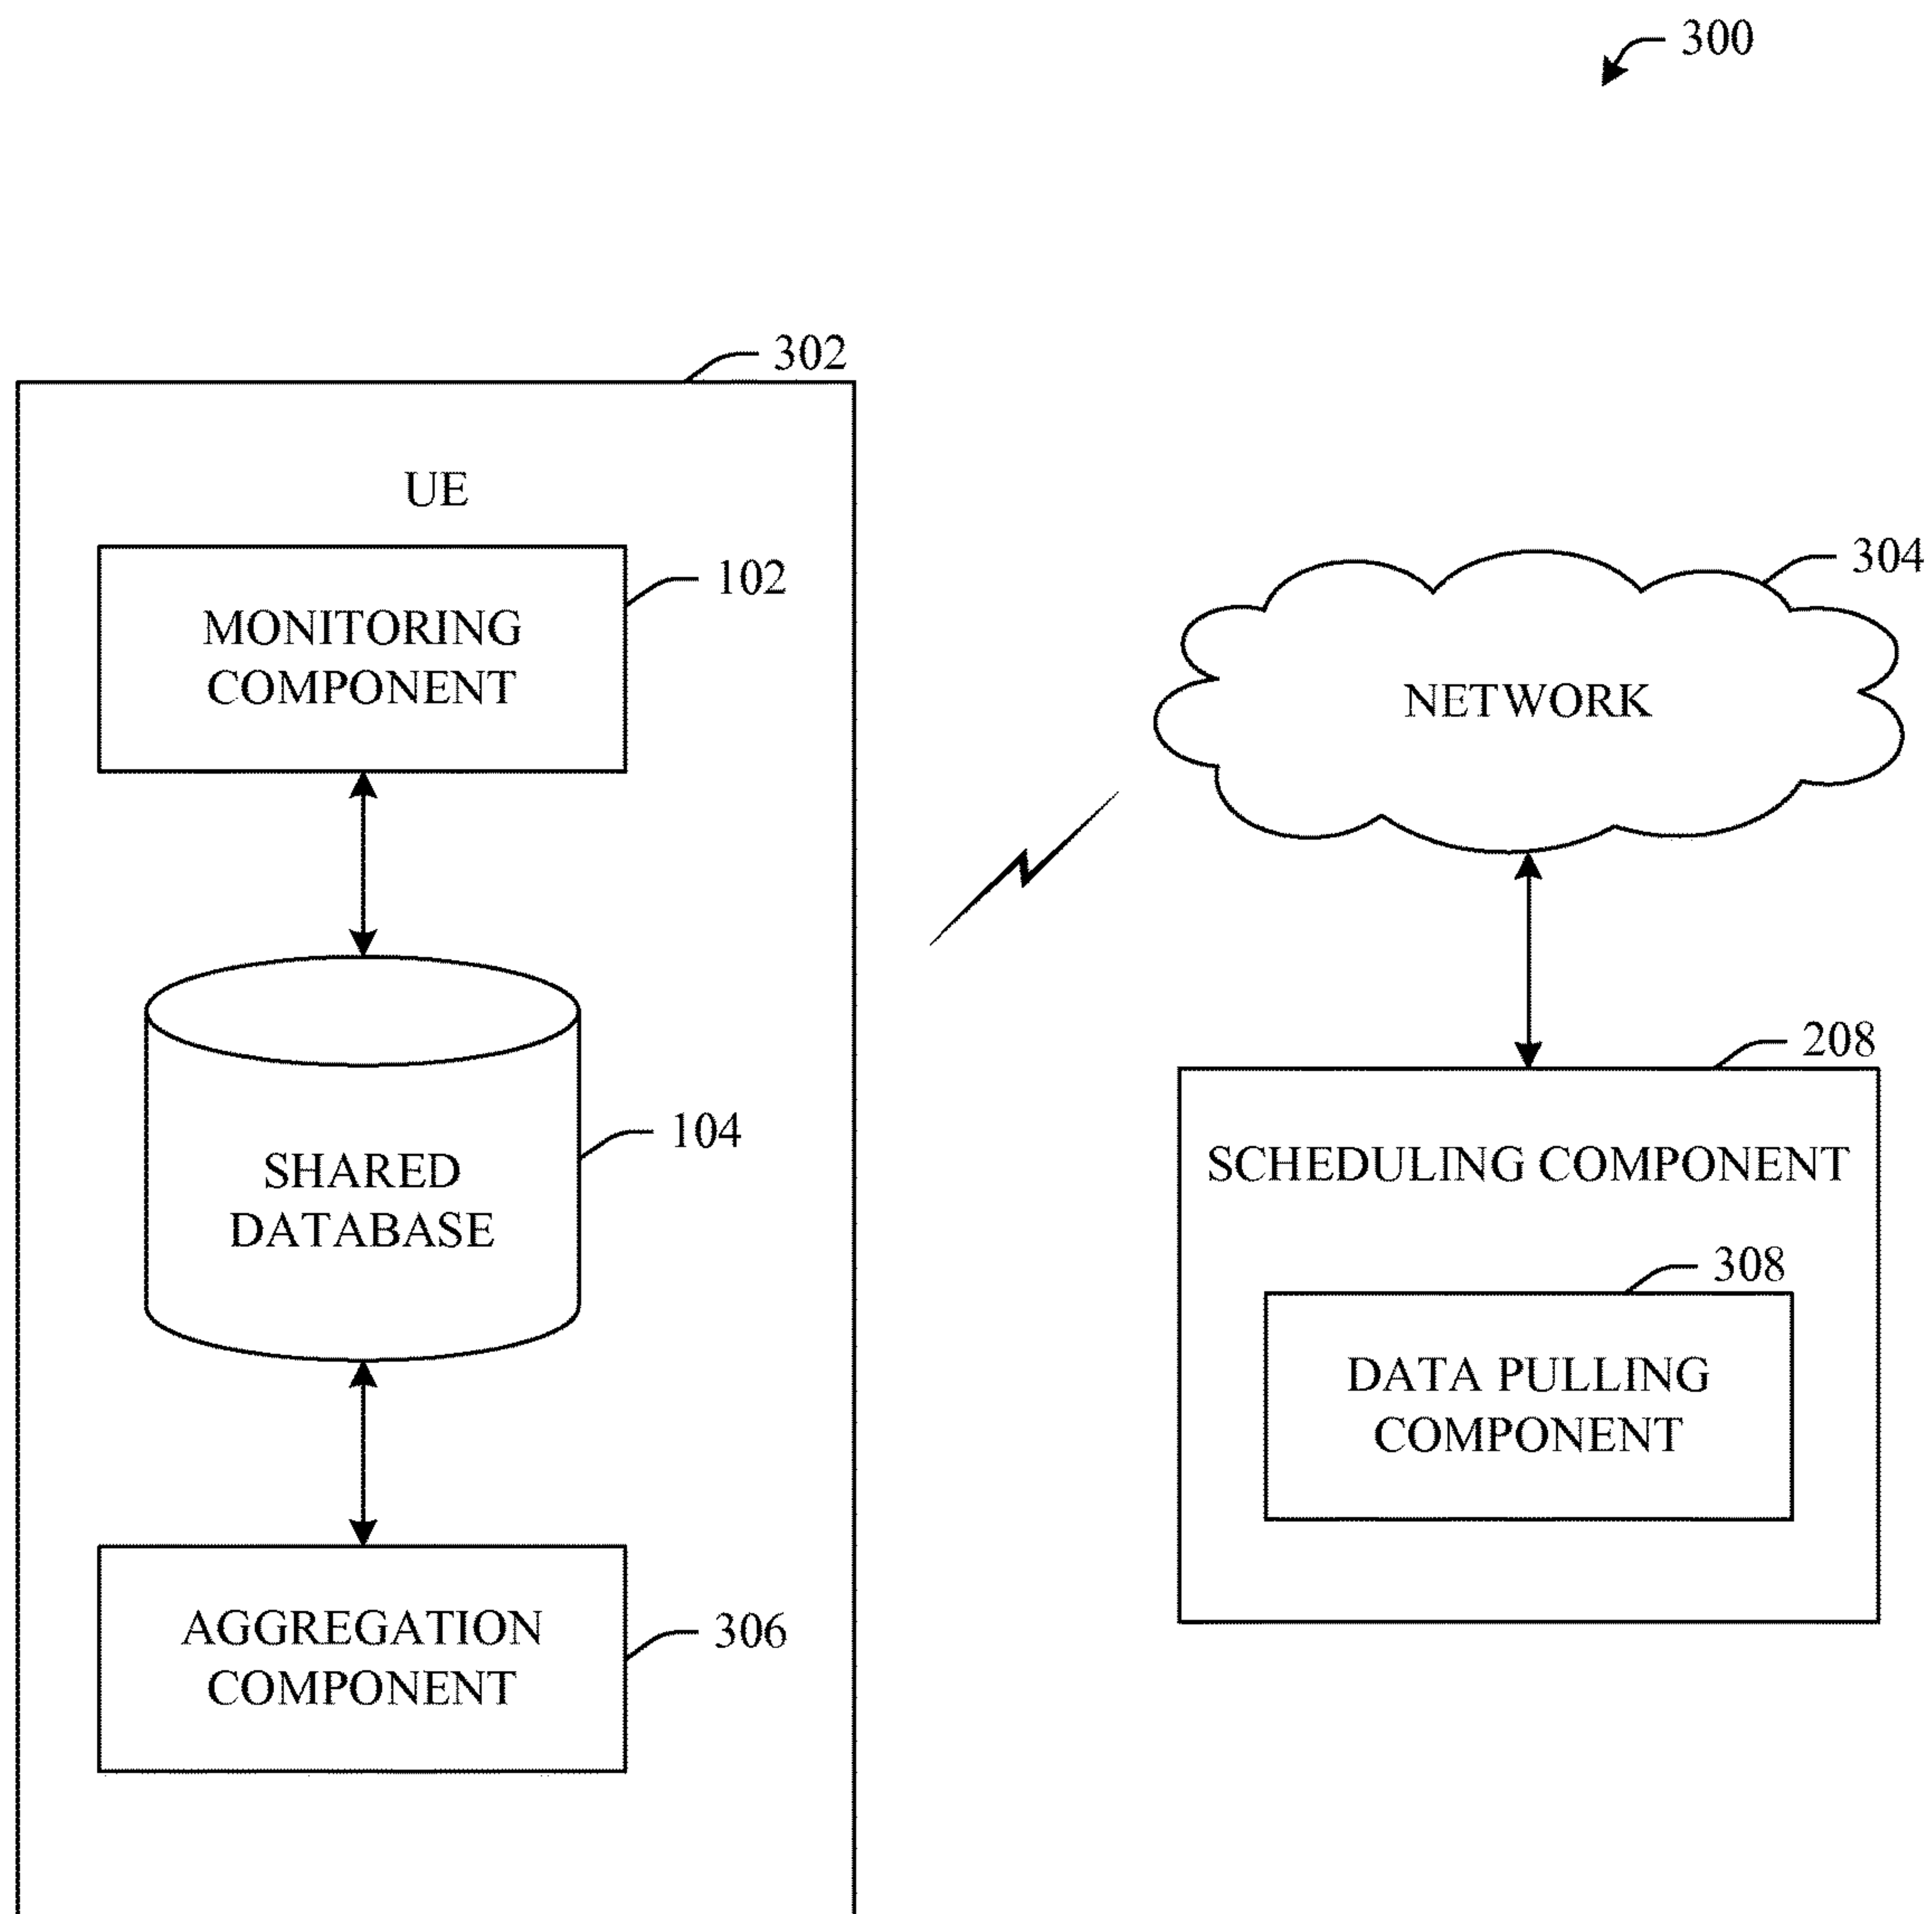 300
302
UE
102
MONITORING
COMPONENT
304
NETWORK
104
SHARED
DATABASE
208
SCHEDULING COMPONENT
308
DATA PULLING
COMPONENT
306
AGGREGATION
COMPONENT